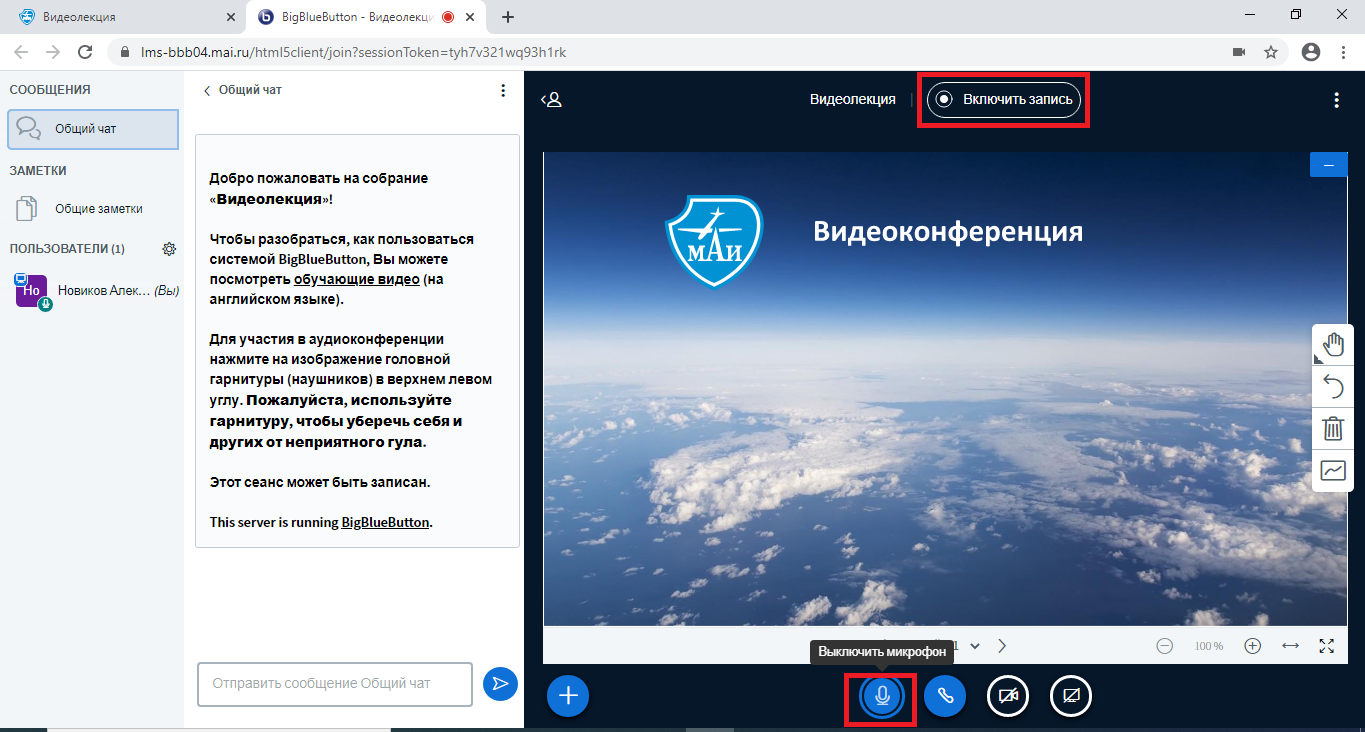 Видеолекция
BigBlueButton - Видеолекци
lms-bbb04.mai.ru/html5client/join?sessionToken=tyh7v321wq93h1rk
СООБЩЕНИЯ
Общий чат
ЗАМЕТКИ
Общие заметки
ПОЛЬЗОВАТЕЛИ (1)
Но
Новиков Алек... (Вы)
Общий чат
Добро пожаловать на собрание
«Видеолекция»!
Чтобы разобраться, как пользоваться
системой BigBlueButton, Вы можете
посмотреть обучающие видео (на
английском языке).
Для участия в аудиоконференции
нажмите на изображение головной
гарнитуры (наушников) в верхнем левом
углу. Пожалуйста, используйте
гарнитуру, чтобы уберечь себя и
других от неприятного гула.
Этот сеанс может быть записан.
This server is running BigBlueButton.
Отправить сообщение Общий чат
Видеолекция
Включить запись
МАИ
Видеоконференция
1
100 %
Выключить микрофон